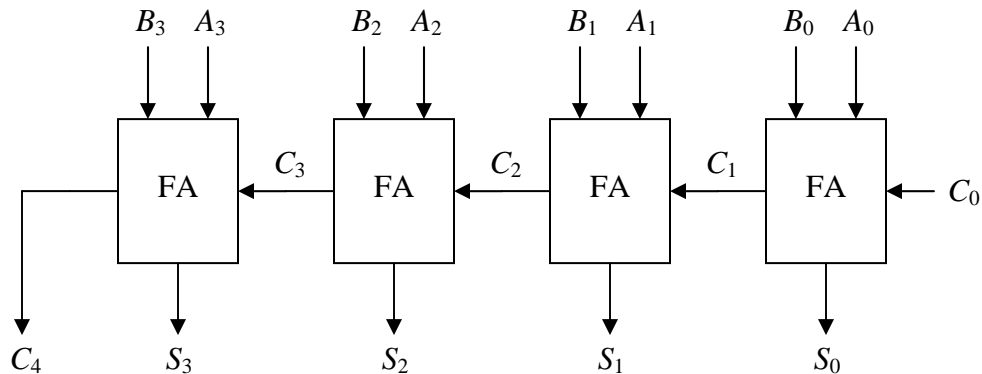 B₃ A₃ B₂ A₂ B₁ A₁ B₀ A₀
C₃ C₂ C₁
FA FA FA FA C₀
C₄ S₃ S₂ S₁ S₀